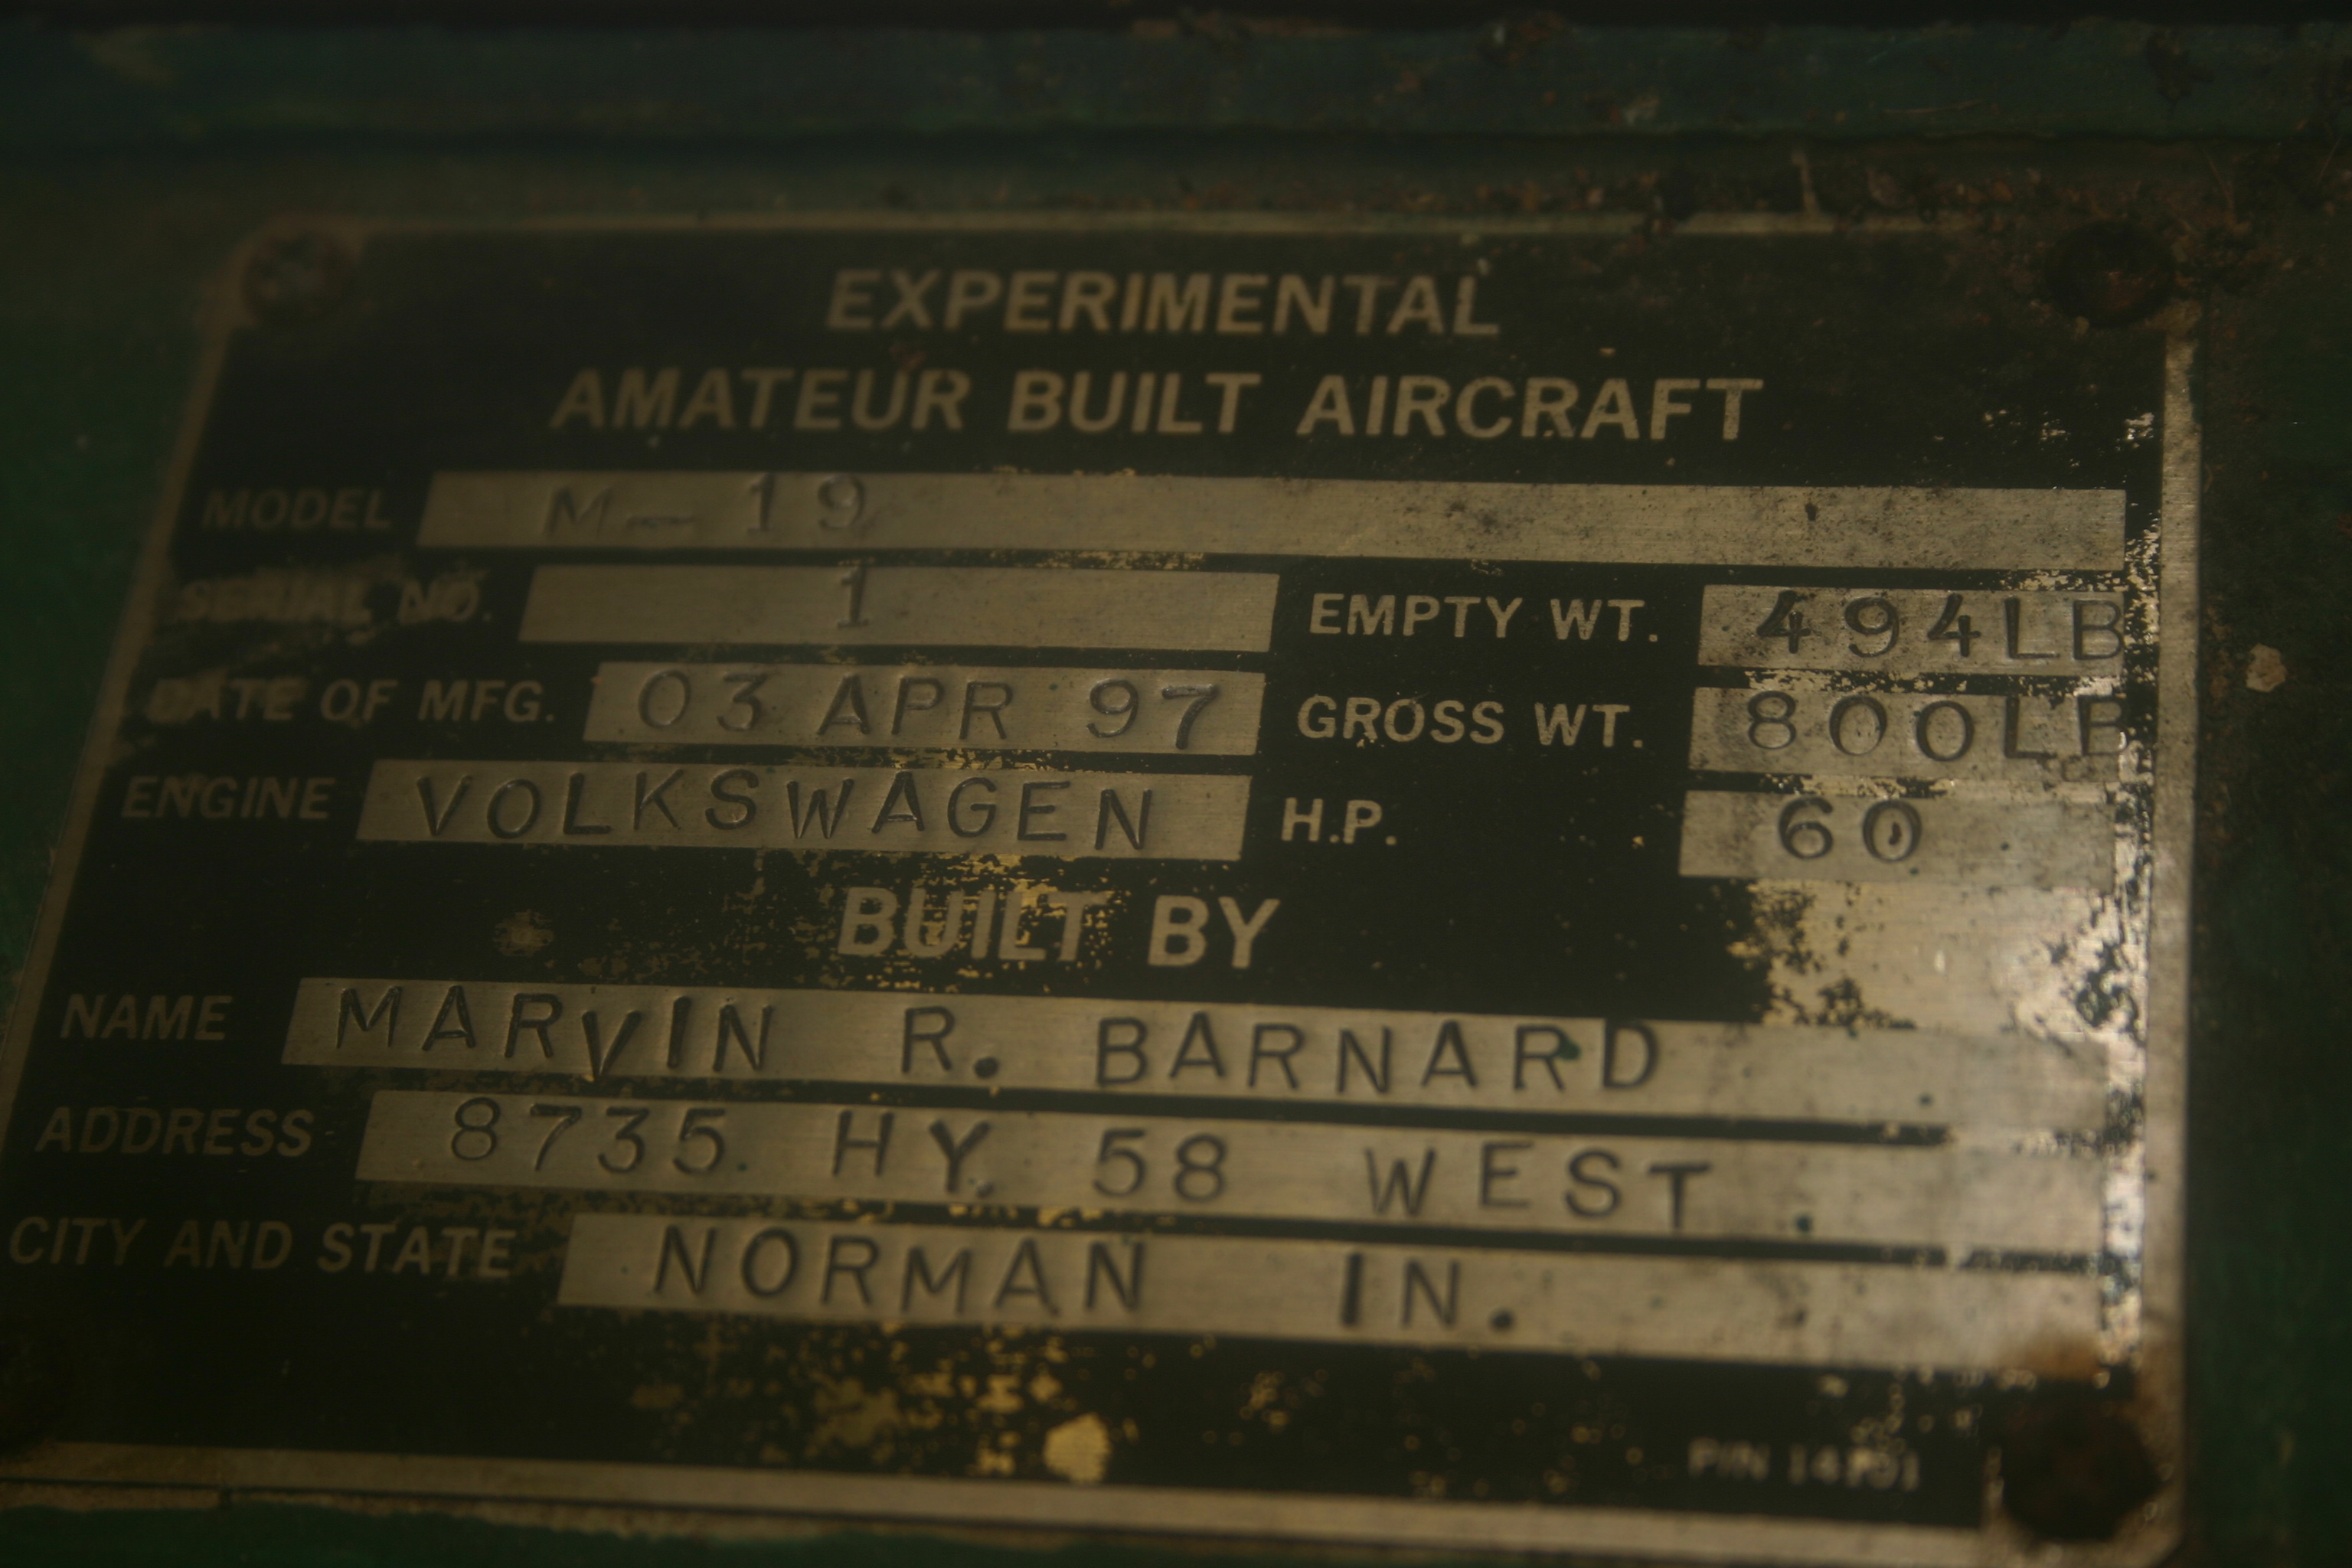 EXPERIMENTAL
AMATEUR BUILT AIRCRAFT
MODEL M-19
SERIAL NO. 1 EMPTY WT. 494LB
DATE OF MFG. 03 APR 97 GROSS WT. 800LB
ENGINE VOLKSWAGEN H.P. 60
BUILT BY
NAME MARVIN R. BARNARD
ADDRESS 8735 HY. 58 WEST
CITY AND STATE NORMAN IN.
P/N